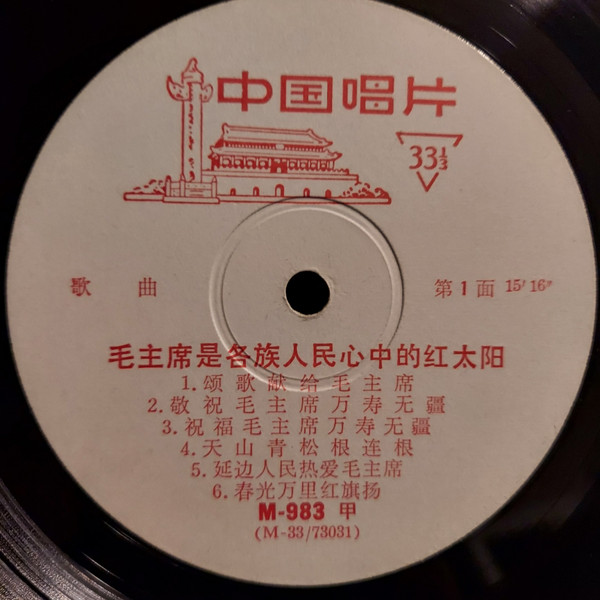 中国唱片
33⅓
歌 曲
第1面 15′16″
毛主席是各族人民心中的红太阳
1.颂歌献给毛主席
2.敬祝毛主席万寿无疆
3.祝福毛主席万寿无疆
4.天山青松根连根
5.延边人民热爱毛主席
6.春光万里红旗扬
M-983 甲
(M-33/73031)